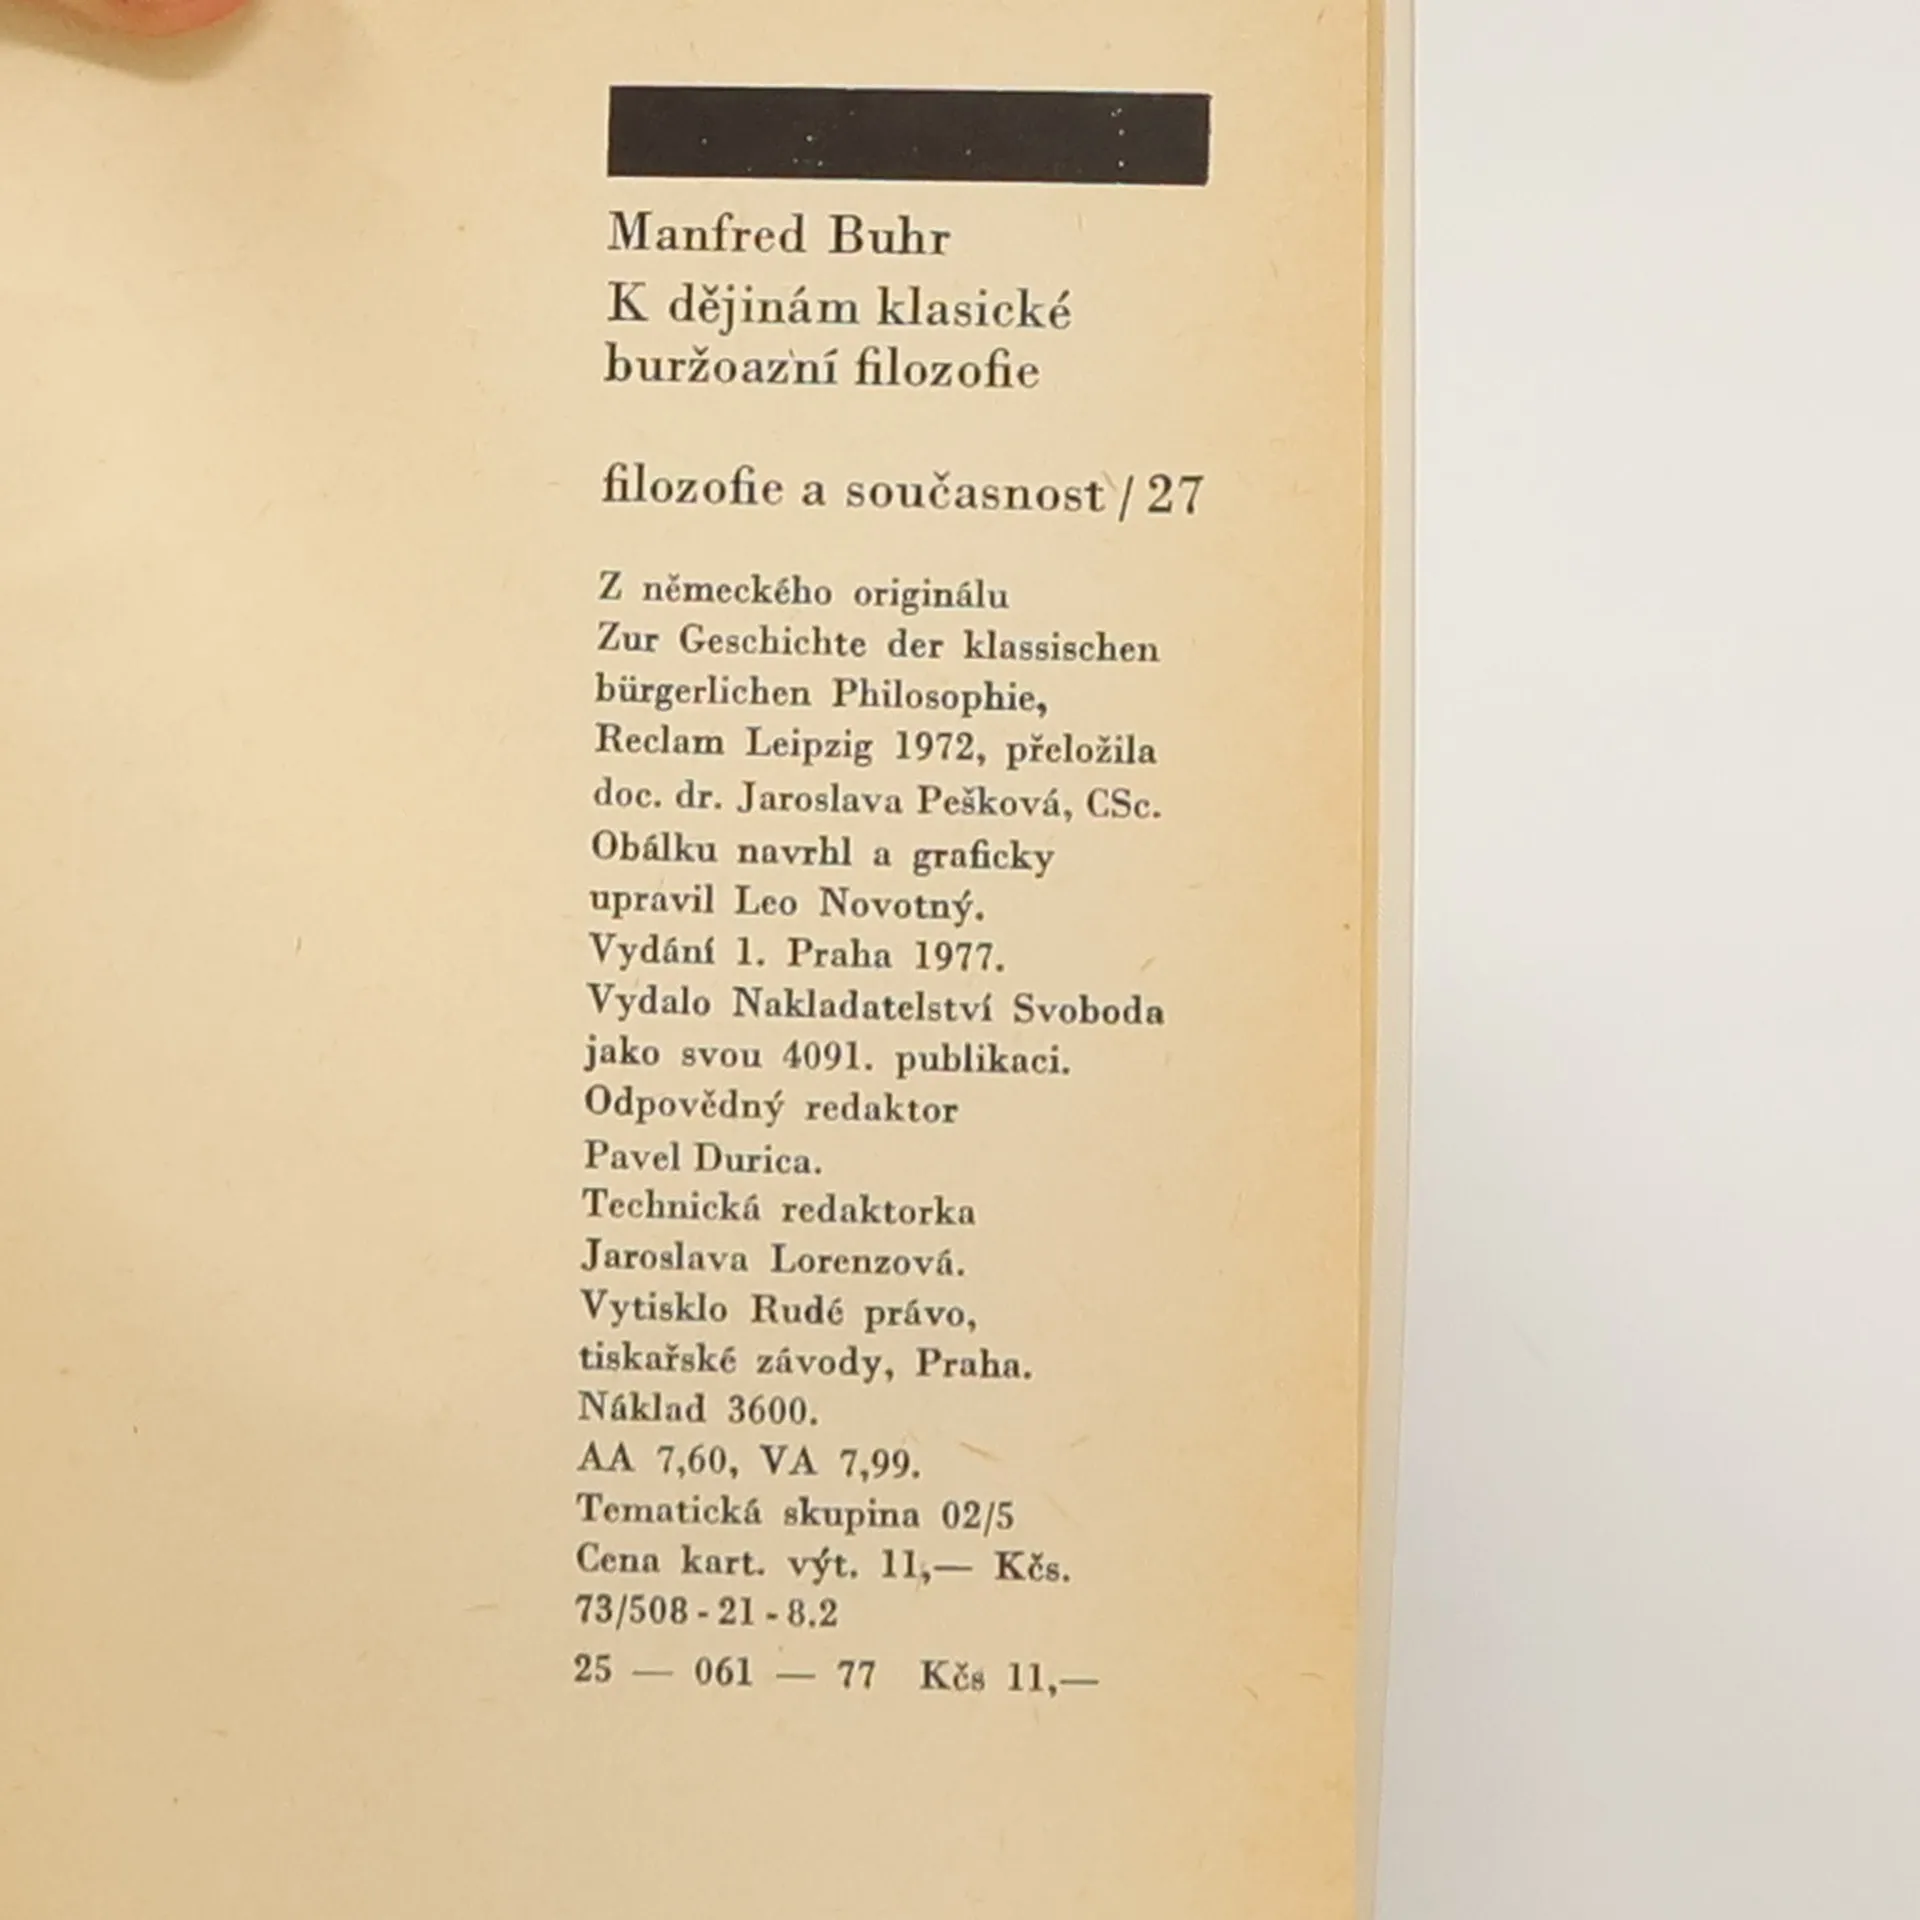 Manfred Buhr
K dějinám klasické
buržoazní filozofie
filozofie a současnost / 27
Z německého originálu
Zur Geschichte der klassischen
bürgerlichen Philosophie,
Reclam Leipzig 1972, přeložila
doc. dr. Jaroslava Pešková, CSc.
Obálku navrhl a graficky
upravil Leo Novotný.
Vydání 1. Praha 1977.
Vydalo Nakladatelství Svoboda
jako svou 4091. publikaci.
Odpovědný redaktor
Pavel Durica.
Technická redaktorka
Jaroslava Lorenzová.
Vytisklo Rudé právo,
tiskařské závody, Praha.
Náklad 3600.
AA 7,60, VA 7,99.
Tematická skupina 02/5
Cena kart. výt. 11,— Kčs.
73/508 - 21 - 8.2
25 — 061 — 77 Kčs 11,—